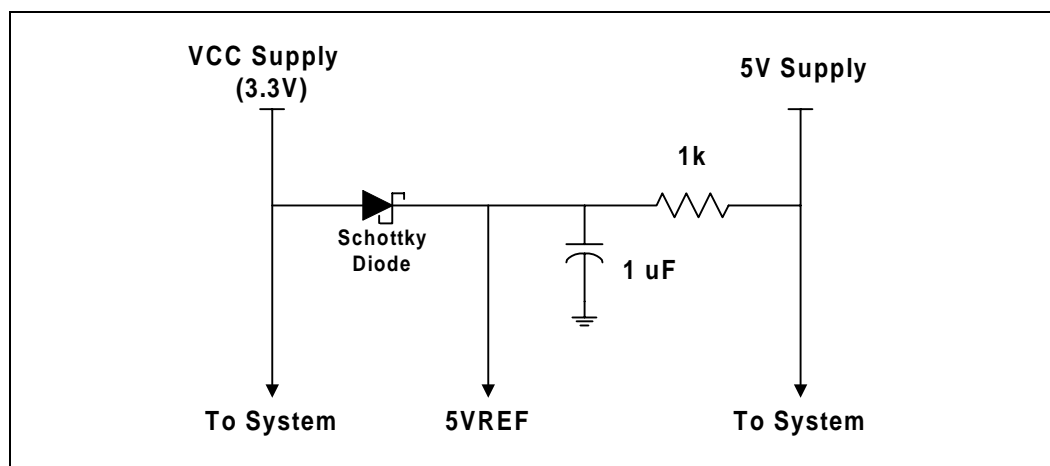 VCC Supply
(3.3V)
5V Supply
1k
Schottky
Diode
1 uF
To System
5VREF
To System